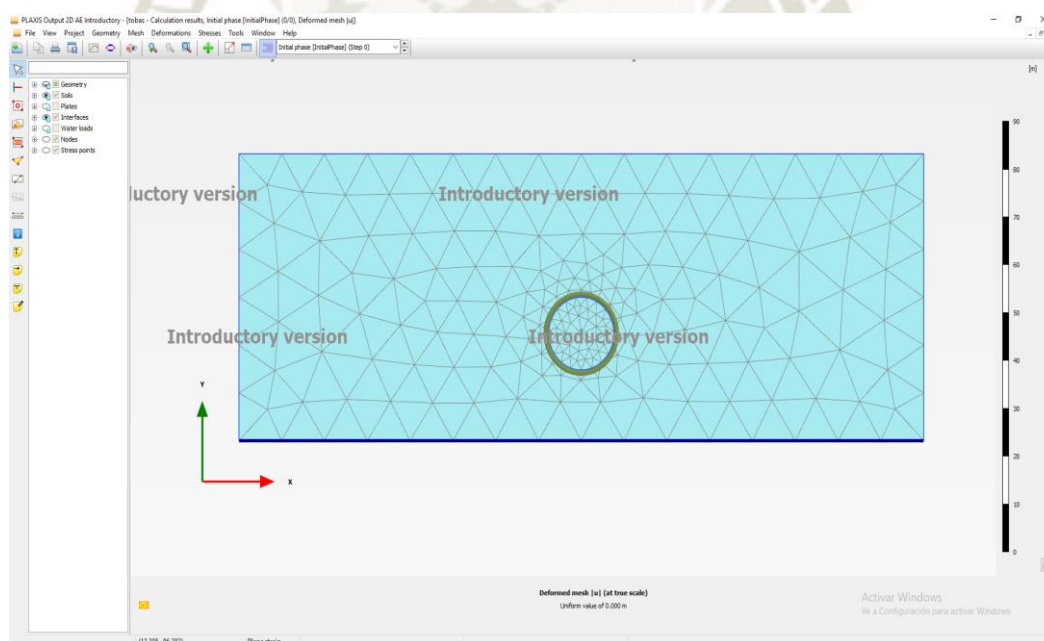 PLAXIS Output 2D AE Introductory - [tobas - Calculation results, Initial phase [InitialPhase] (0/0), Deformed mesh |u|]
File View Project Geometry Mesh Deformations Stresses Tools Window Help
Initial phase [InitialPhase] (Step 0)
[m]
Geometry
Soils
Plates
Interfaces
Water loads
Nodes
Stress points
90
80
70
60
50
40
30
20
10
0
Introductory version
Introductory version
Introductory version
Y
X
Deformed mesh |u| (at true scale)
Uniform value of 0.000 m
Activar Windows
Ve a Configuración para activar Windows.
Plane strain